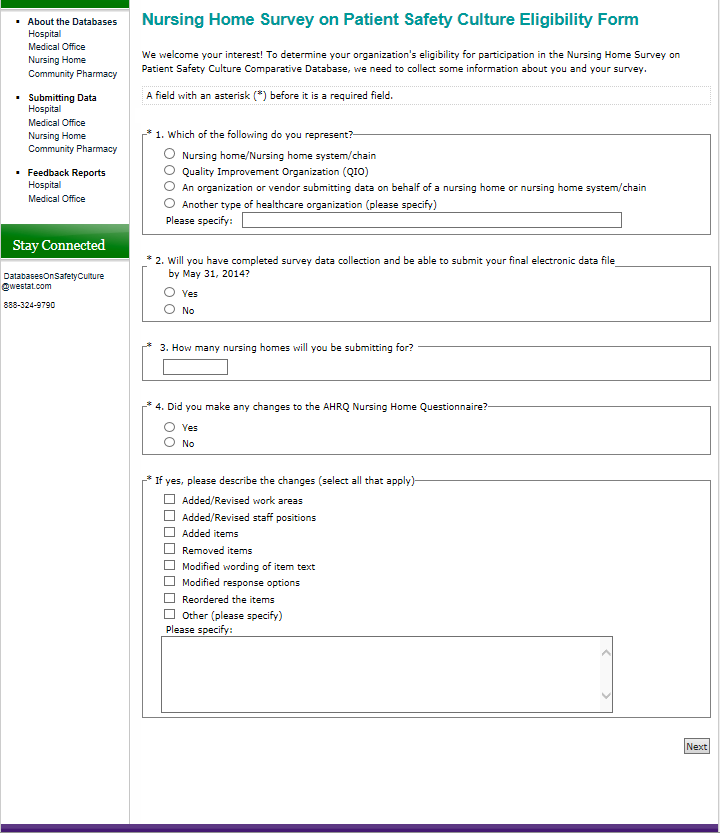 About the Databases
Hospital
Medical Office
Nursing Home
Community Pharmacy
Submitting Data
Hospital
Medical Office
Nursing Home
Community Pharmacy
Feedback Reports
Hospital
Medical Office
Stay Connected
DatabasesOnSafetyCulture
@westat.com
888-324-9790
Nursing Home Survey on Patient Safety Culture Eligibility Form
We welcome your interest! To determine your organization's eligibility for participation in the Nursing Home Survey on
Patient Safety Culture Comparative Database, we need to collect some information about you and your survey.
A field with an asterisk (*) before it is a required field.
* 1. Which of the following do you represent?
Nursing home/Nursing home system/chain
Quality Improvement Organization (QIO)
An organization or vendor submitting data on behalf of a nursing home or nursing home system/chain
Another type of healthcare organization (please specify)
Please specify:
* 2. Will you have completed survey data collection and be able to submit your final electronic data file
by May 31, 2014?
Yes
No
* 3. How many nursing homes will you be submitting for?
* 4. Did you make any changes to the AHRQ Nursing Home Questionnaire?
Yes
No
* If yes, please describe the changes (select all that apply)
Added/Revised work areas
Added/Revised staff positions
Added items
Removed items
Modified wording of item text
Modified response options
Reordered the items
Other (please specify)
Please specify:
Next